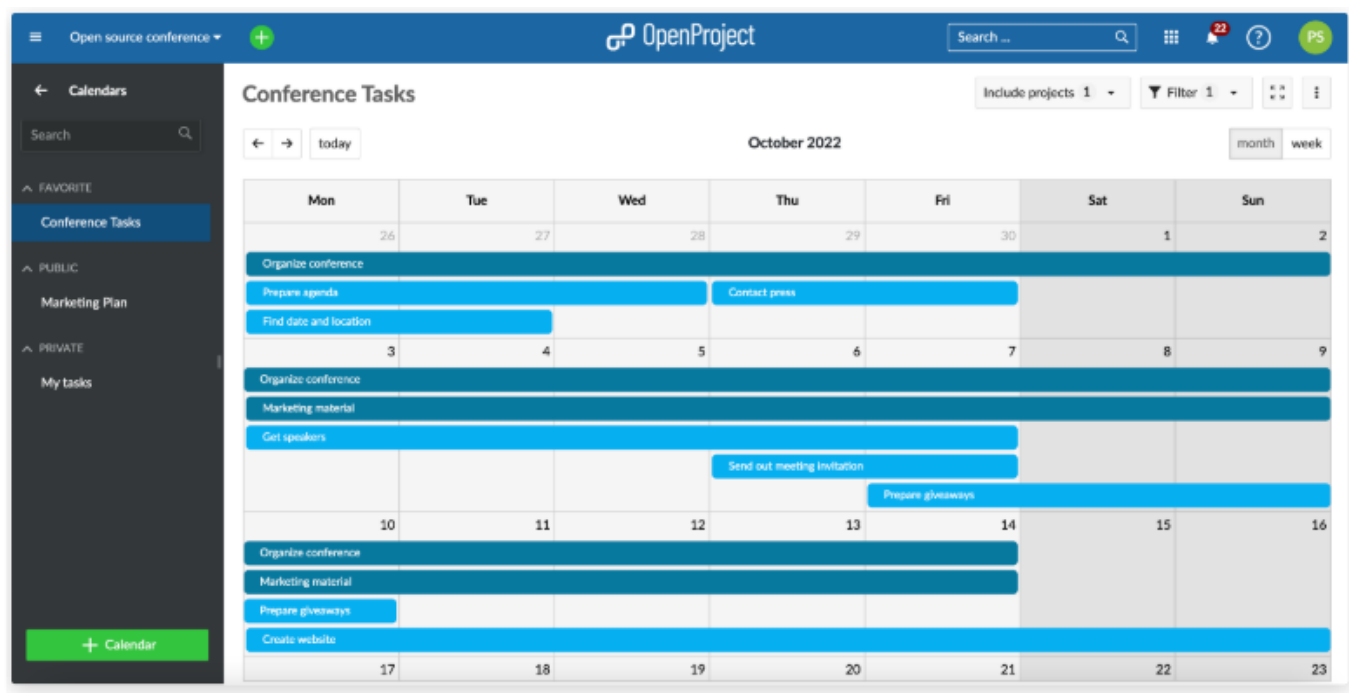 Open source conference
OpenProject
Search ...
22
?
PS
Calendars
Search
FAVORITE
Conference Tasks
PUBLIC
Marketing Plan
PRIVATE
My tasks
+ Calendar
Conference Tasks
Include projects 1
Filter 1
today
October 2022
month week
Mon Tue Wed Thu Fri Sat Sun
26 27 28 29 30 1 2
Organize conference
Prepare agenda Contact press
Find date and location
3 4 5 6 7 8 9
Organize conference
Marketing material
Get speakers
Send out meeting invitation
Prepare giveaways
10 11 12 13 14 15 16
Organize conference
Marketing material
Prepare giveaways
Create website
17 18 19 20 21 22 23